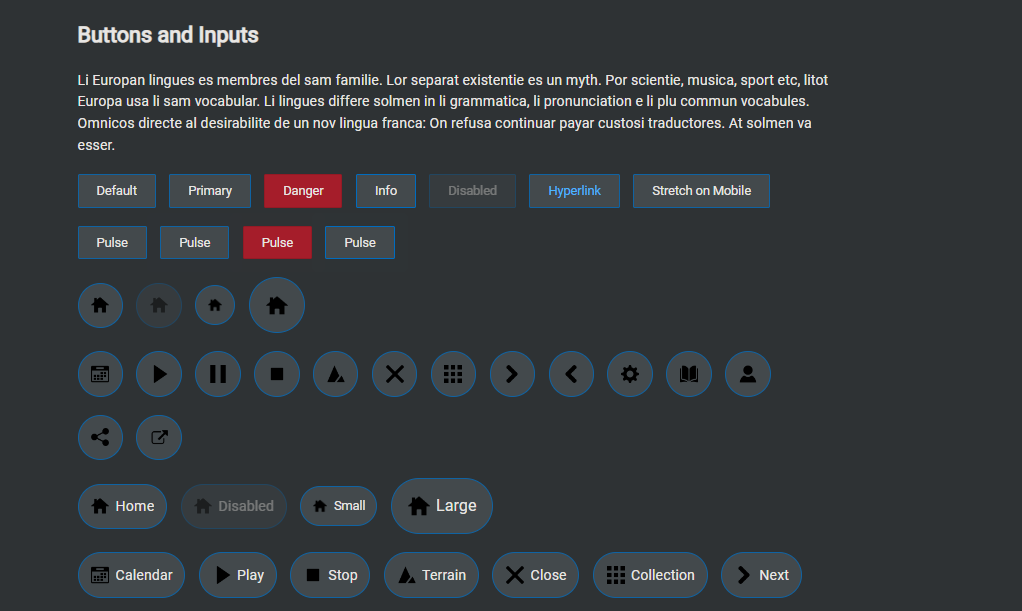 Buttons and Inputs
Li Europan lingues es membres del sam familie. Lor separat existentie es un myth. Por scientie, musica, sport etc, litot
Europa usa li sam vocabular. Li lingues differe solmen in li grammatica, li pronunciation e li plu commun vocabules.
Omnicos directe al desirabilite de un nov lingua franca: On refusa continuar payar custosi traductores. At solmen va
esser.
Default Primary Danger Info Disabled Hyperlink Stretch on Mobile
Pulse Pulse Pulse Pulse
Home Disabled Small Large
Calendar Play Stop Terrain Close Collection Next